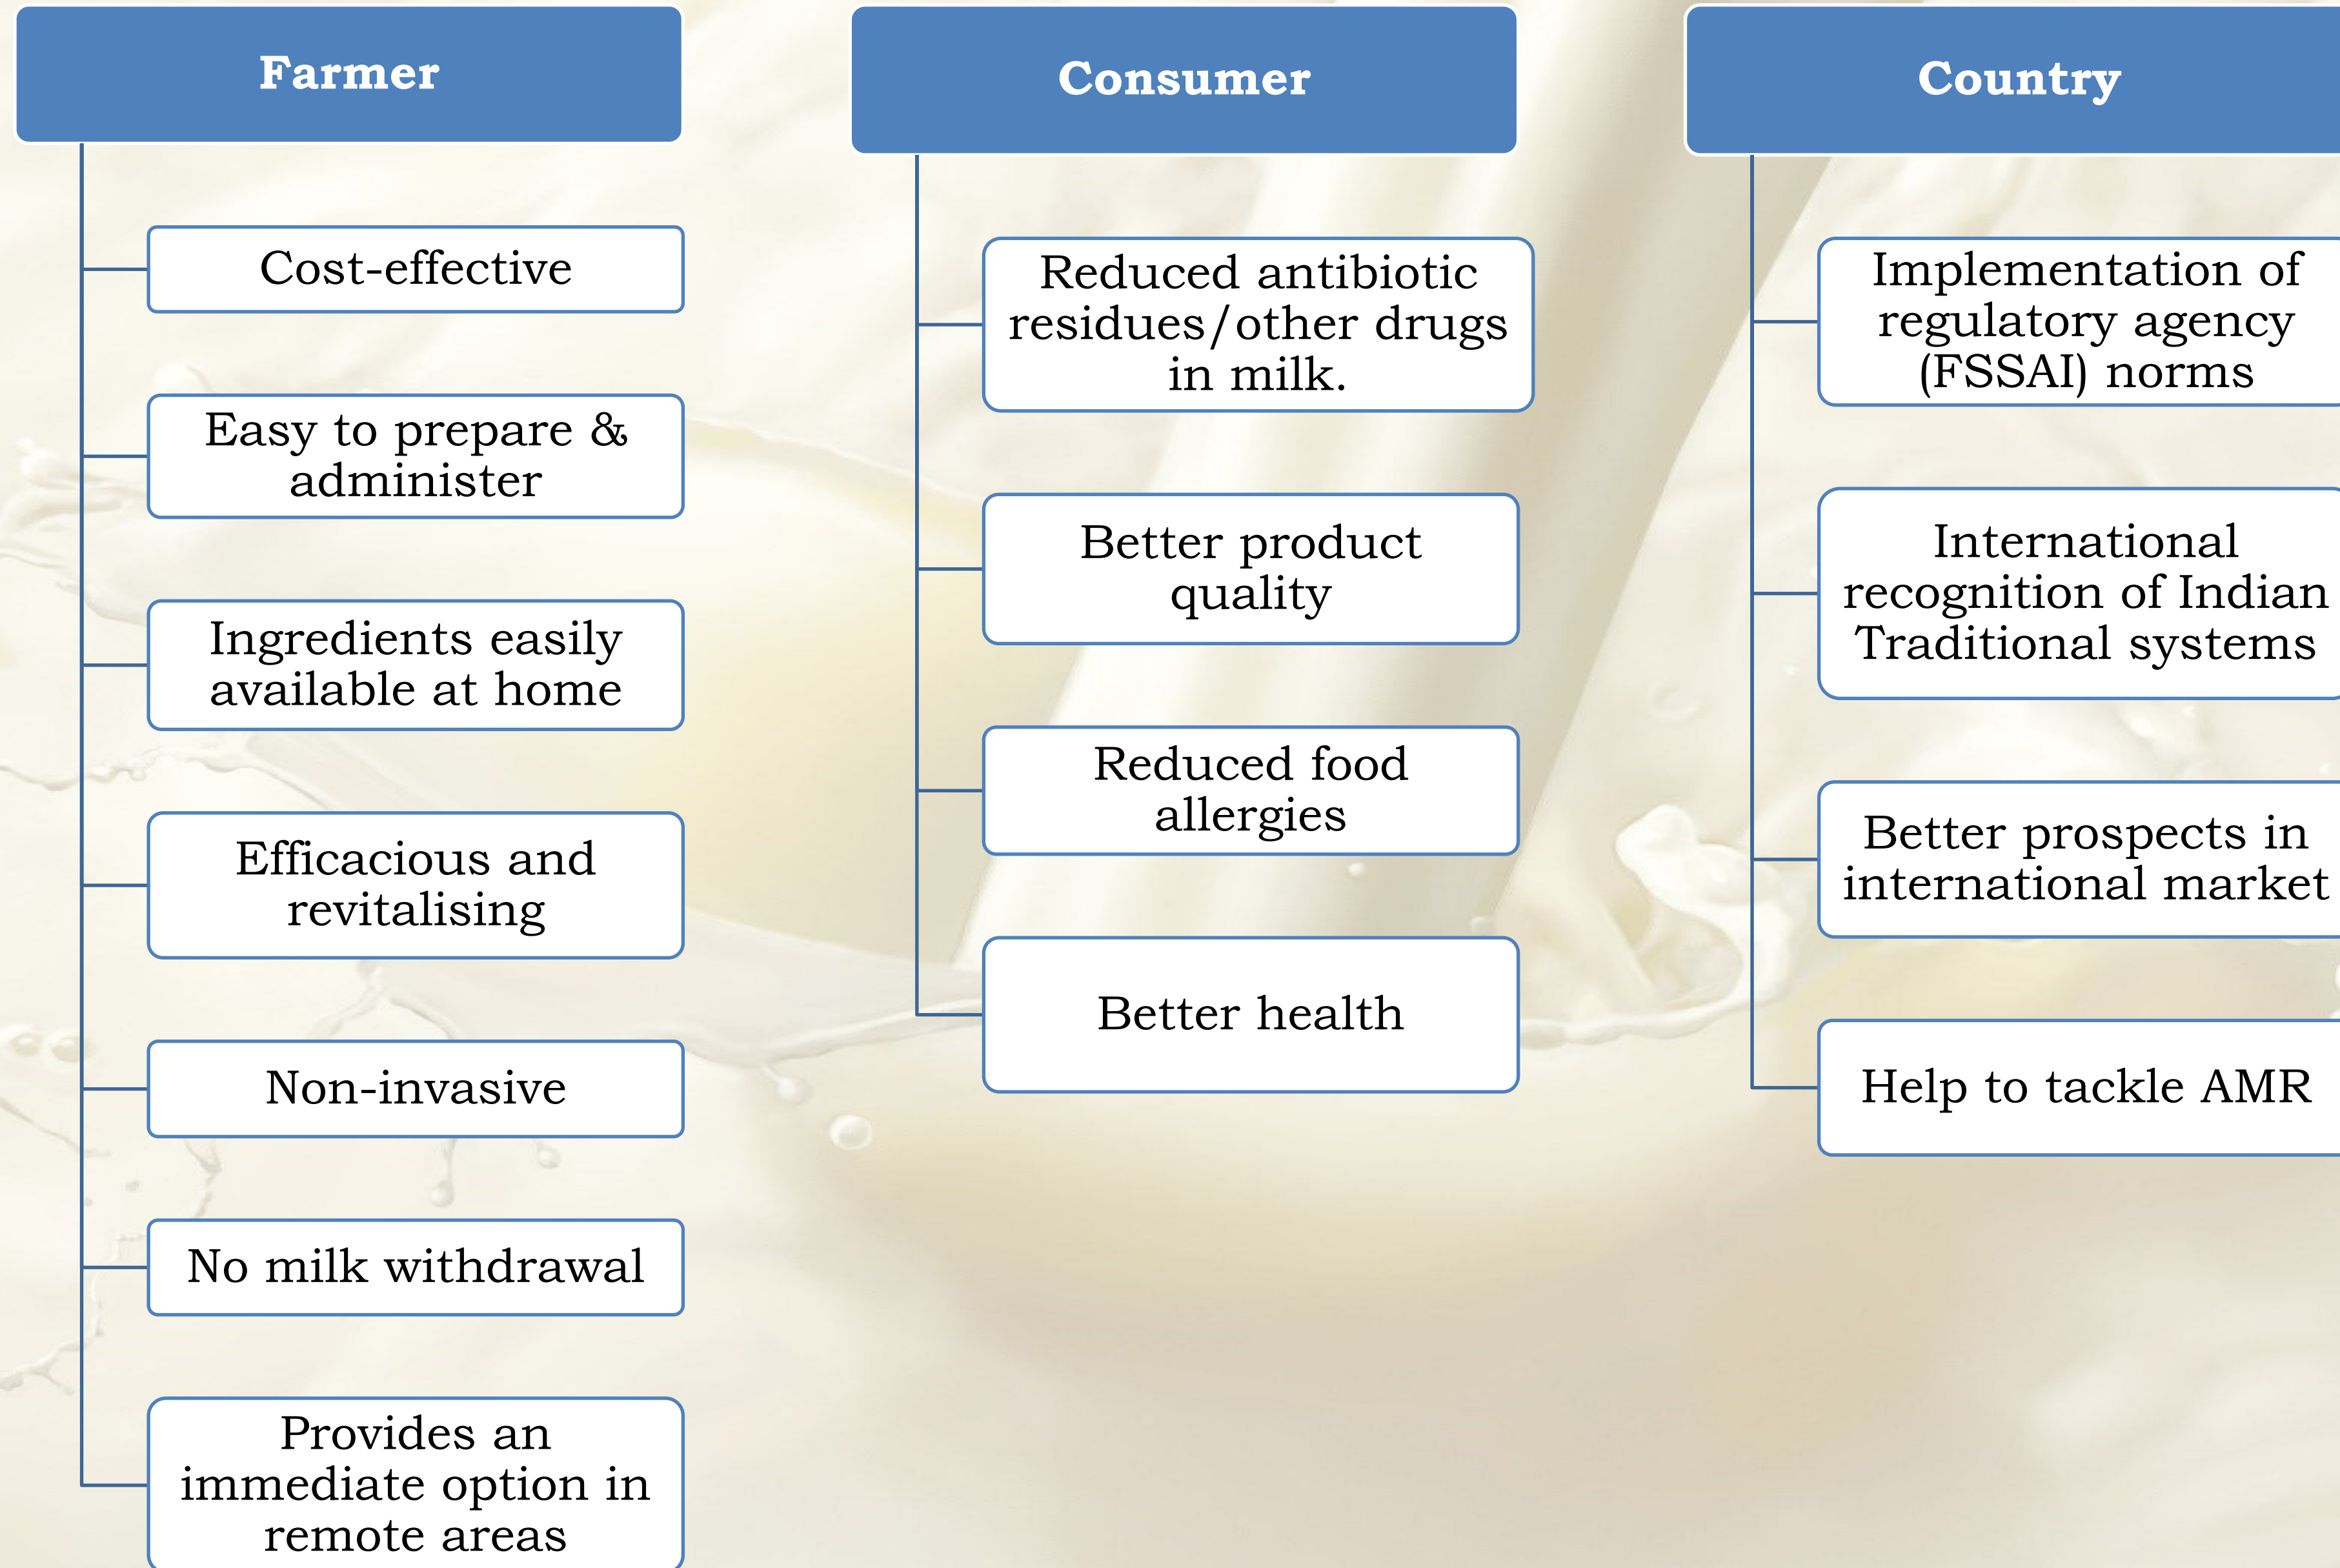 Farmer
Cost-effective
Easy to prepare &
administer
Ingredients easily
available at home
Efficacious and
revitalising
Non-invasive
No milk withdrawal
Provides an
immediate option in
remote areas
Consumer
Reduced antibiotic
residues/other drugs
in milk.
Better product
quality
Reduced food
allergies
Better health
Country
Implementation of
regulatory agency
(FSSAI) norms
International
recognition of Indian
Traditional systems
Better prospects in
international market
Help to tackle AMR